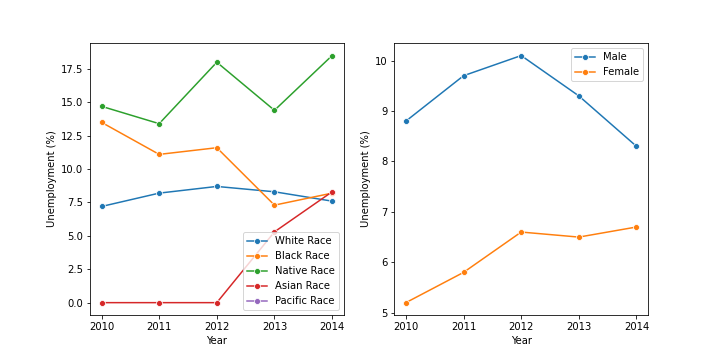 17.5
15.0
12.5
10.0
7.5
5.0
2.5
0.0
Unemployment (%)
2010 2011 2012 2013 2014
Year
White Race
Black Race
Native Race
Asian Race
Pacific Race
10
9
8
7
6
5
Unemployment (%)
2010 2011 2012 2013 2014
Year
Male
Female